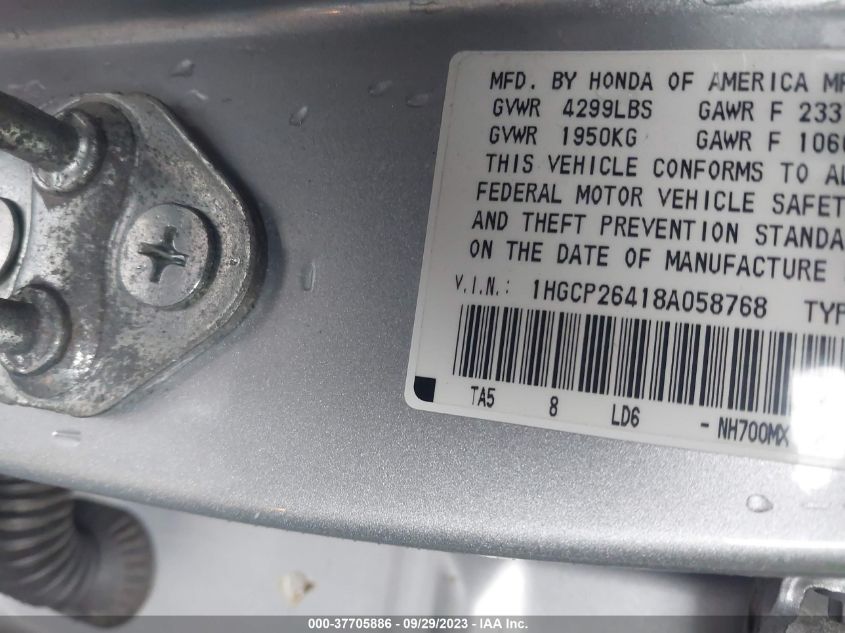 MFD. BY HONDA OF AMERICA
GVWR 4299LBS GAWR F 233
GVWR 1950KG GAWR F 106
THIS VEHICLE CONFORMS TO
FEDERAL MOTOR VEHICLE
AND THEFT PREVENTION
ON THE DATE OF MANUFACTURE
V.I.N.: 1HGCP26418A058768
TA5 8 LD6 - NH700MX
000-37705886 - 09/29/2023 - IAA Inc.